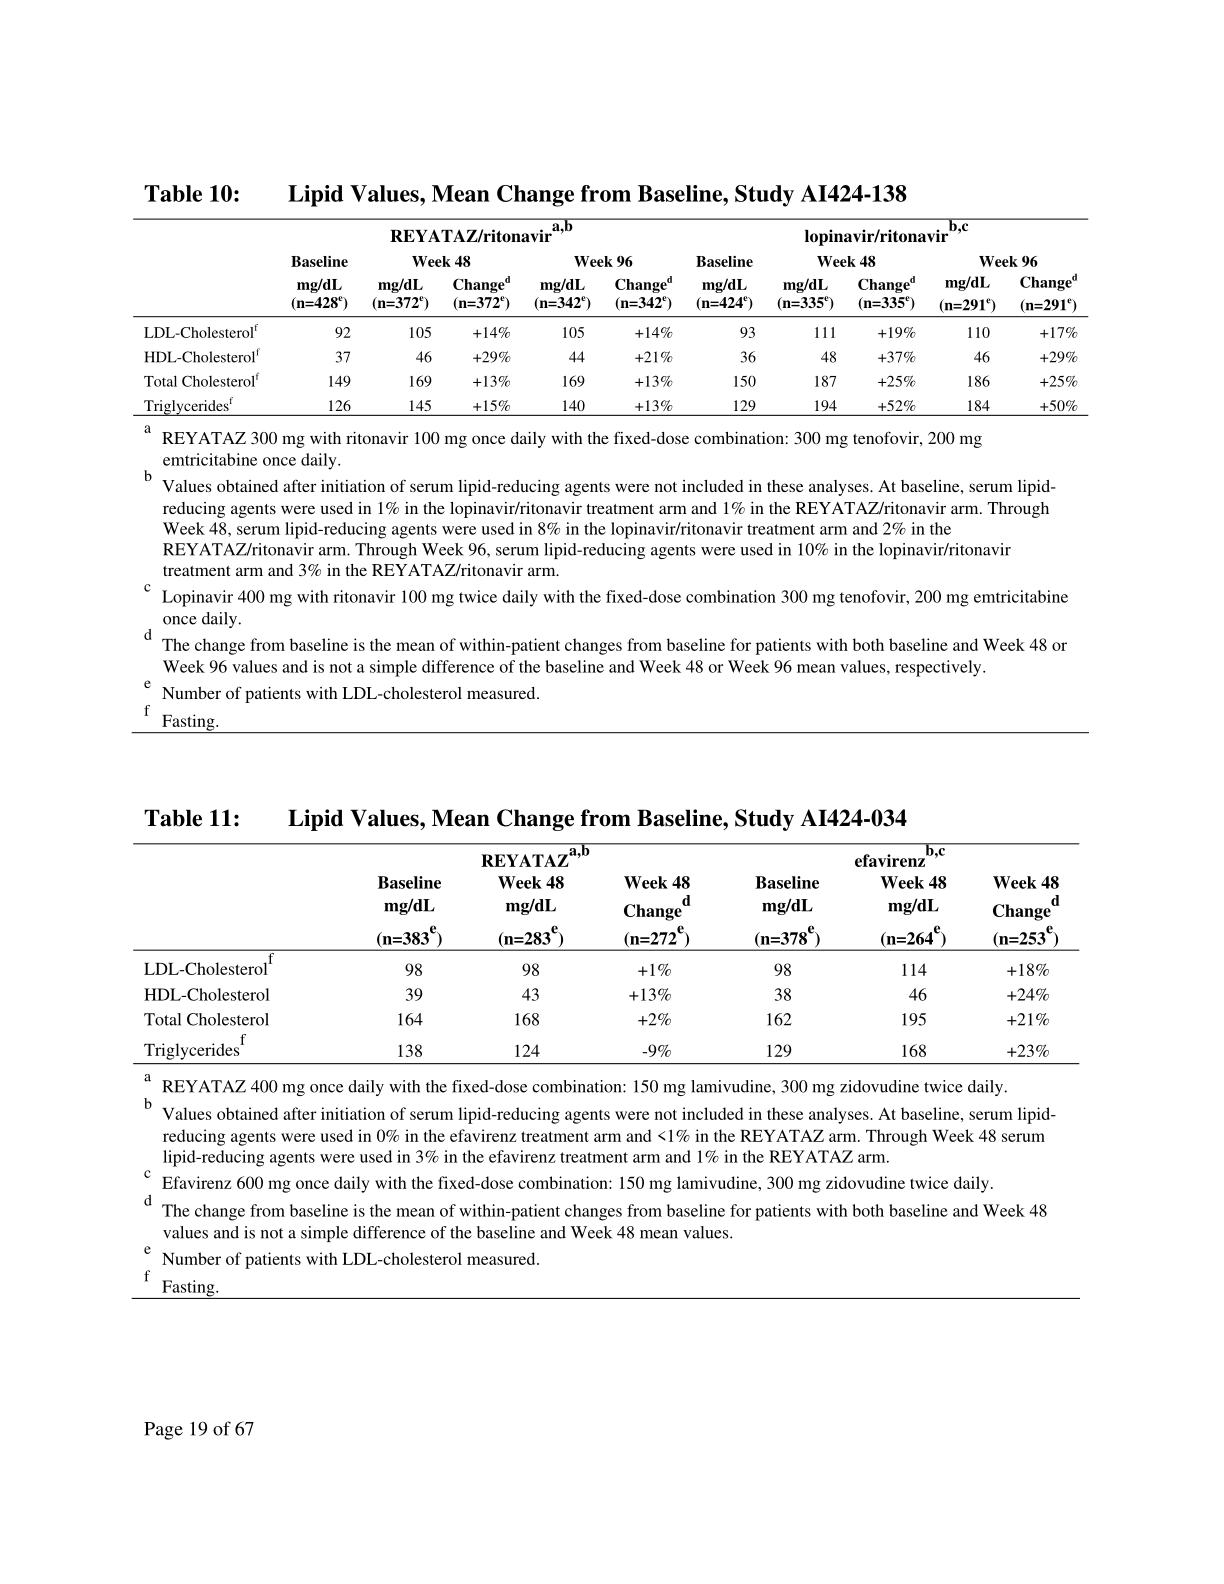 Table 10: Lipid Values, Mean Change from Baseline, Study AI424-138
REYATAZ/ritonavir^a,b lopinavir/ritonavir^b,c
Baseline Week 48 Week 96 Baseline Week 48 Week 96
mg/dL mg/dL Change^d mg/dL Change^d mg/dL mg/dL Change^d mg/dL Change^d
(n=428^e) (n=372^e) (n=372^e) (n=342^e) (n=342^e) (n=424^e) (n=335^e) (n=335^e) (n=291^e) (n=291^e)
LDL-Cholesterol^f 92 105 +14% 105 +14% 93 111 +19% 110 +17%
HDL-Cholesterol^f 37 46 +29% 44 +21% 36 48 +37% 46 +29%
Total Cholesterol^f 149 169 +13% 169 +13% 150 187 +25% 186 +25%
Triglycerides^f 126 145 +15% 140 +13% 129 194 +52% 184 +50%
a REYATAZ 300 mg with ritonavir 100 mg once daily with the fixed-dose combination: 300 mg tenofovir, 200 mg
emtricitabine once daily.
b Values obtained after initiation of serum lipid-reducing agents were not included in these analyses. At baseline, serum lipid-
reducing agents were used in 1% in the lopinavir/ritonavir treatment arm and 1% in the REYATAZ/ritonavir arm. Through
Week 48, serum lipid-reducing agents were used in 8% in the lopinavir/ritonavir treatment arm and 2% in the
REYATAZ/ritonavir arm. Through Week 96, serum lipid-reducing agents were used in 10% in the lopinavir/ritonavir
treatment arm and 3% in the REYATAZ/ritonavir arm.
c Lopinavir 400 mg with ritonavir 100 mg twice daily with the fixed-dose combination 300 mg tenofovir, 200 mg emtricitabine
once daily.
d The change from baseline is the mean of within-patient changes from baseline for patients with both baseline and Week 48 or
Week 96 values and is not a simple difference of the baseline and Week 48 or Week 96 mean values, respectively.
e Number of patients with LDL-cholesterol measured.
f Fasting.
Table 11: Lipid Values, Mean Change from Baseline, Study AI424-034
REYATAZ^a,b efavirenz^b,c
Baseline Week 48 Week 48 Baseline Week 48 Week 48
mg/dL mg/dL Change^d mg/dL mg/dL Change^d
(n=383^e) (n=283^e) (n=272^e) (n=378^e) (n=264^e) (n=253^e)
LDL-Cholesterol^f 98 98 +1% 98 114 +18%
HDL-Cholesterol 39 43 +13% 38 46 +24%
Total Cholesterol 164 168 +2% 162 195 +21%
Triglycerides^f 138 124 -9% 129 168 +23%
a REYATAZ 400 mg once daily with the fixed-dose combination: 150 mg lamivudine, 300 mg zidovudine twice daily.
b Values obtained after initiation of serum lipid-reducing agents were not included in these analyses. At baseline, serum lipid-
reducing agents were used in 0% in the efavirenz treatment arm and <1% in the REYATAZ arm. Through Week 48 serum
lipid-reducing agents were used in 3% in the efavirenz treatment arm and 1% in the REYATAZ arm.
c Efavirenz 600 mg once daily with the fixed-dose combination: 150 mg lamivudine, 300 mg zidovudine twice daily.
d The change from baseline is the mean of within-patient changes from baseline for patients with both baseline and Week 48
values and is not a simple difference of the baseline and Week 48 mean values.
e Number of patients with LDL-cholesterol measured.
f Fasting.
Page 19 of 67